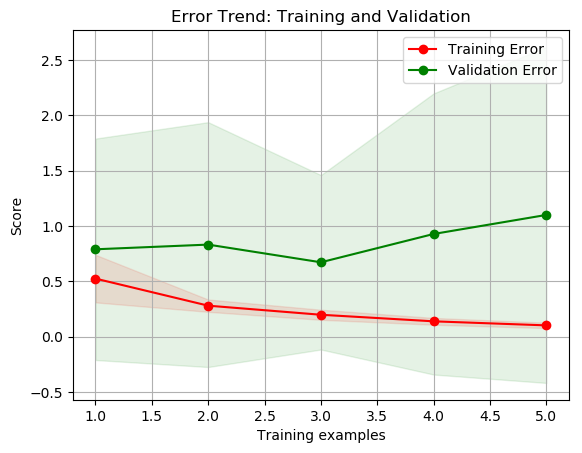 Error Trend: Training and Validation
Training Error
Validation Error
Score
2.5
2.0
1.5
1.0
0.5
0.0
−0.5
1.0 1.5 2.0 2.5 3.0 3.5 4.0 4.5 5.0
Training examples